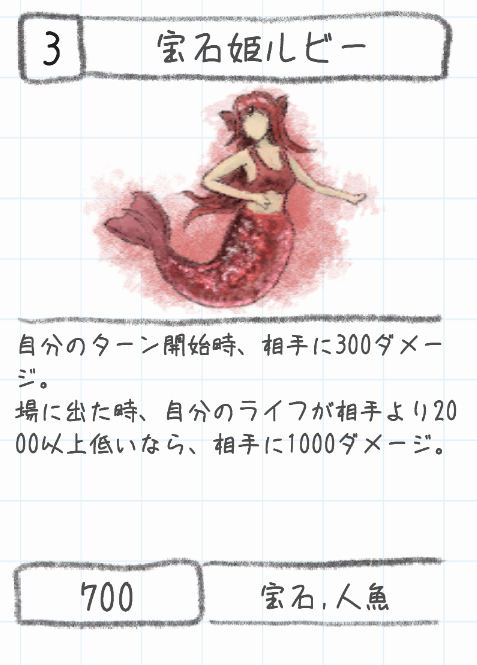 3
宝石姫ルビー
自分のターン開始時、相手に300ダメー
ジ。
場に出た時、自分のライフが相手より20
00以上低いなら、相手に1000ダメージ。
700
宝石,人魚